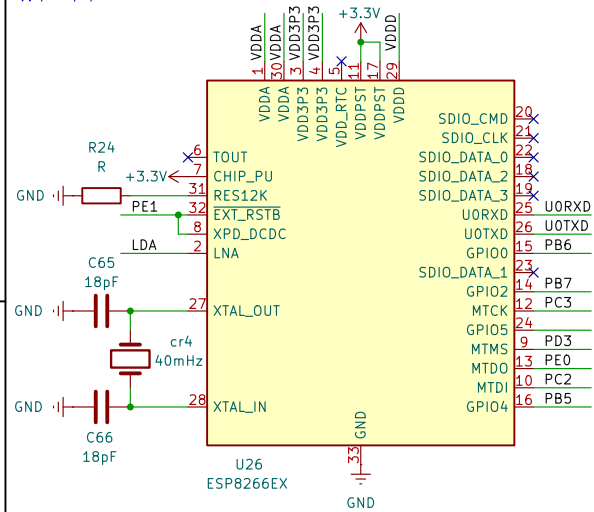 +3.3V
VDDA
VDDA
VDD3P3
VDD3P3
VDDD
1
30
3
4
5
11
17
29
VDDA
VDDA
VDD3P3
VDD3P3
VDD_RTC
VDDPST
VDDPST
VDDD
SDIO_CMD 20
SDIO_CLK 21
R24
R
6 TOUT
SDIO_DATA_0 22
+3.3V 7 CHIP_PU
SDIO_DATA_2 18
GND 31 RES12K
SDIO_DATA_3 19
PE1 32 EXT_RSTB
U0RXD 25 U0RXD
8 XPD_DCDC
U0TXD 26 U0TXD
LDA 2 LNA
GPIO0 15 PB6
C65
18pF
SDIO_DATA_1 23
GPIO2 14 PB7
GND 27 XTAL_OUT
MTCK 12 PC3
GPIO5 24
cr4
40mHz
MTMS 9 PD3
MTDO 13 PE0
MTDI 10 PC2
GND 28 XTAL_IN
GPIO4 16 PB5
C66
18pF
GND
33
U26
ESP8266EX
GND